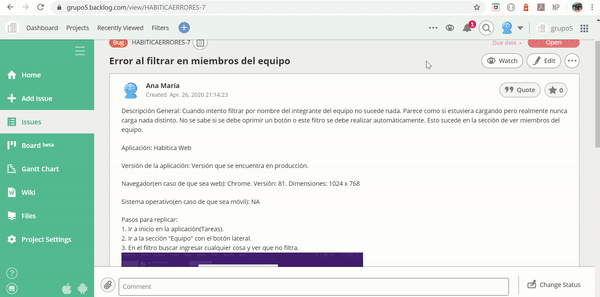 grupo5.backlog.com/view/HABITICAERRORES-7
Dashboard Projects Recently Viewed Filters
1
grupo5
Home
Add Issue
Issues
Board beta
Gantt Chart
Wiki
Files
Project Settings
Bug HABITICAERRORES-7
Due date - Open
Error al filtrar en miembros del equipo
Watch Edit
Ana María
Created Apr. 26, 2020 21:14:23
Quote 0
Descripción General: Cuando intento filtrar por nombre del integrante del equipo no sucede nada. Parece como si estuviera cargando pero realmente nunca
carga nada distinto. No se sabe si se debe oprimir un botón o este filtro se debe realizar automáticamente. Esto sucede en la sección de ver miembros del
equipo.
Aplicación: Habitica Web
Versión de la aplicación: Versión que se encuentra en producción.
Navegador(en caso de que sea web): Chrome. Versión: 81. Dimensiones: 1024 x 768
Sistema operativo(en caso de que sea móvil): NA
Pasos para replicar:
1. Ir a inicio en la aplicación(Tareas).
2. Ir a la sección "Equipo" con el botón lateral.
3. En el filtro buscar ingresar cualquier cosa y ver que no filtra.
Comment
Change Status